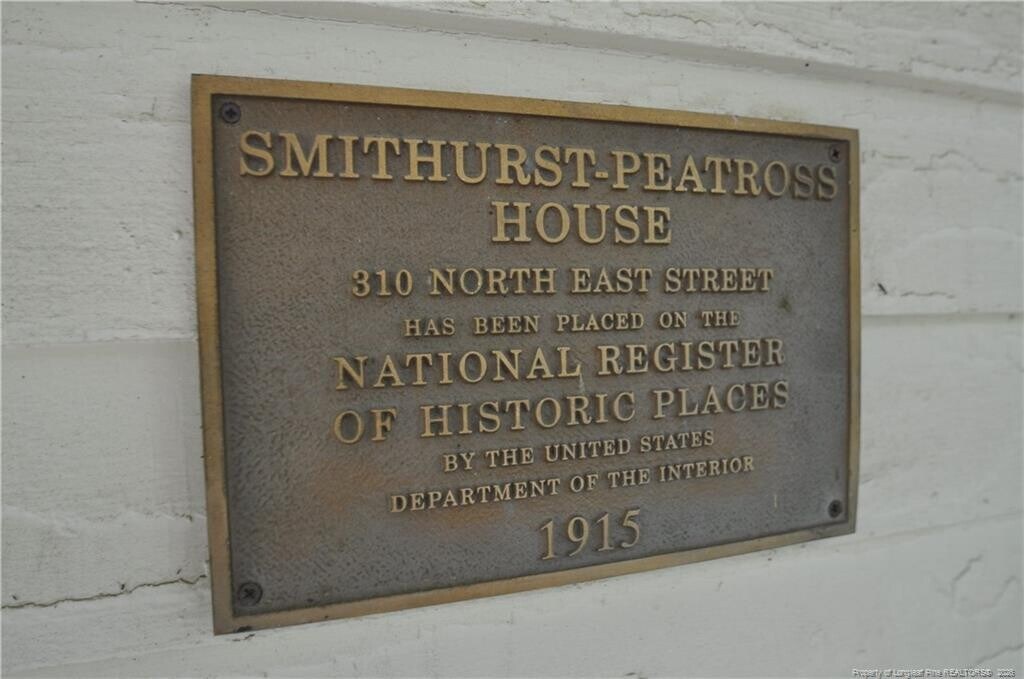 SMITHURST-PEATROSS
HOUSE
310 NORTH EAST STREET
HAS BEEN PLACED ON THE
NATIONAL REGISTER
OF HISTORIC PLACES
BY THE UNITED STATES
DEPARTMENT OF THE INTERIOR
1915
Property of Longleaf Pine REALTORS® 2026